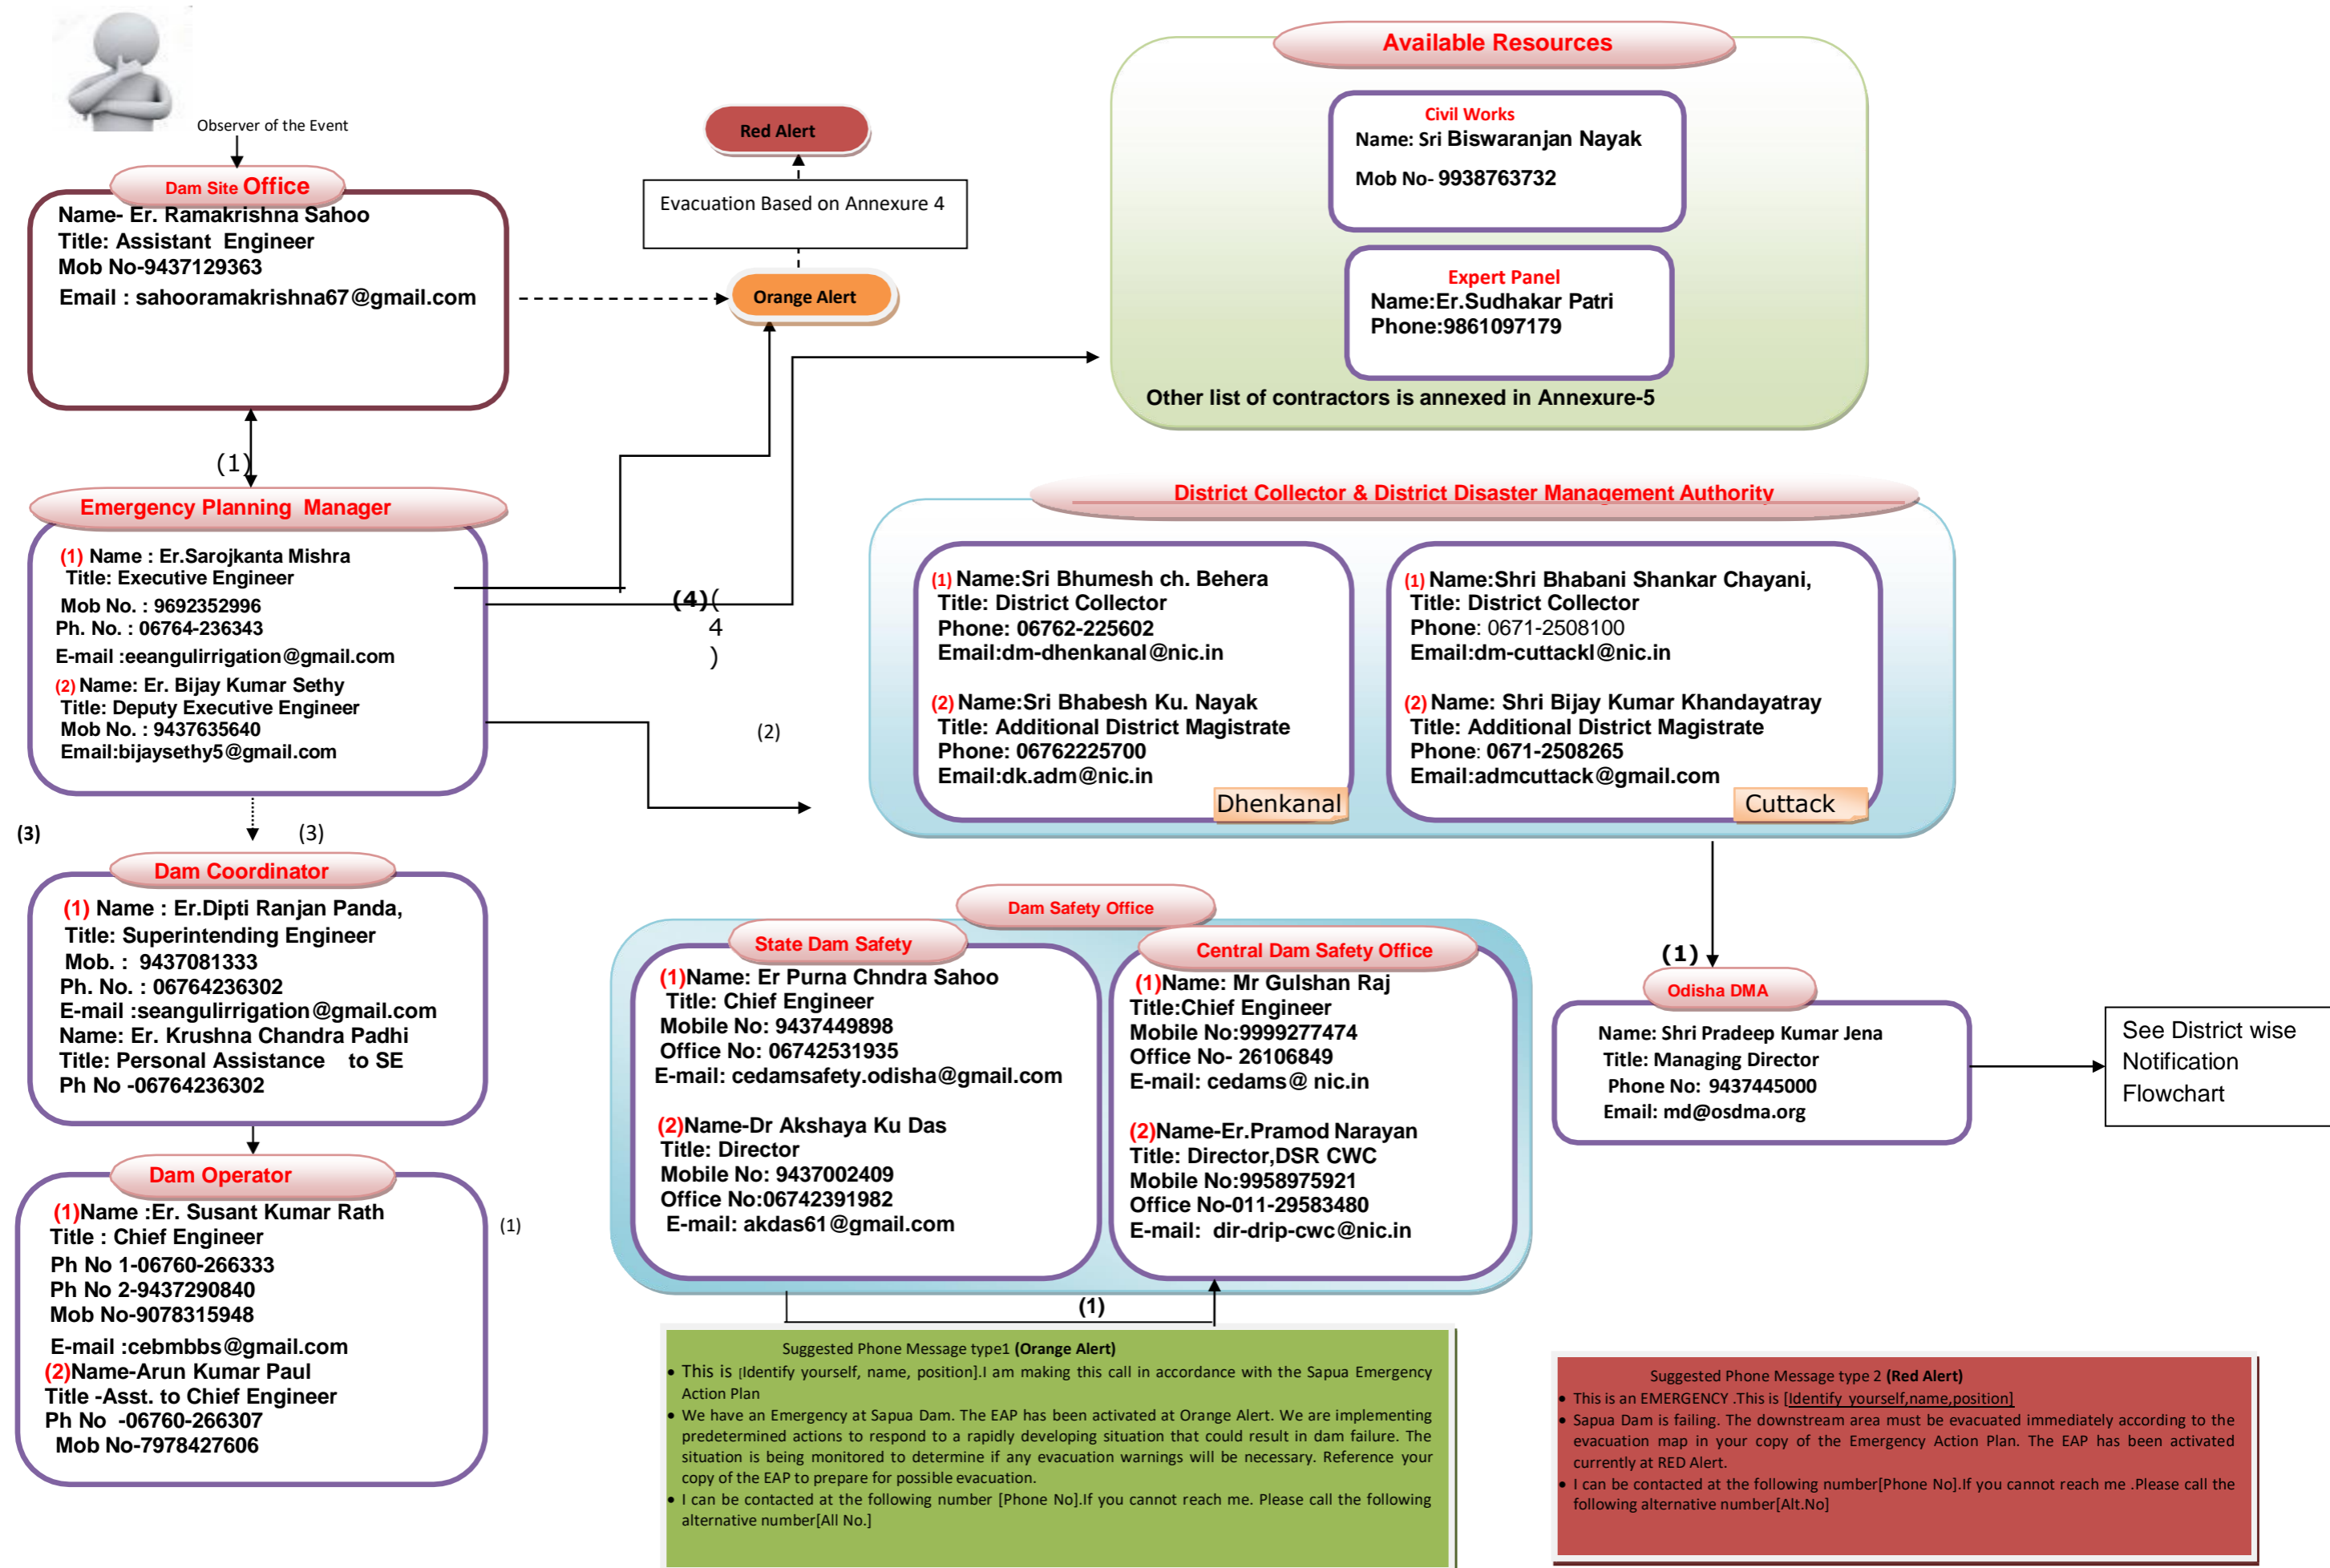 Observer of the Event
Dam Site Office
Name- Er. Ramakrishna Sahoo
Title: Assistant Engineer
Mob No-9437129363
Email : sahooramakrishna67@gmail.com
Red Alert
Evacuation Based on Annexure 4
Orange Alert
Available Resources
Civil Works
Name: Sri Biswaranjan Nayak
Mob No- 9938763732
Expert Panel
Name:Er.Sudhakar Patri
Phone:9861097179
Other list of contractors is annexed in Annexure-5
(1)
Emergency Planning Manager
(1) Name : Er.Sarojkanta Mishra
Title: Executive Engineer
Mob No. : 9692352996
Ph. No. : 06764-236343
E-mail :eeangulirrigation@gmail.com
(2) Name: Er. Bijay Kumar Sethy
Title: Deputy Executive Engineer
Mob No. : 9437635640
Email:bijaysethy5@gmail.com
(4)(
4
)
(2)
District Collector & District Disaster Management Authority
(1) Name:Sri Bhumesh ch. Behera
Title: District Collector
Phone: 06762-225602
Email:dm-dhenkanal@nic.in
(2) Name:Sri Bhabesh Ku. Nayak
Title: Additional District Magistrate
Phone: 06762225700
Email:dk.adm@nic.in
Dhenkanal
(1) Name:Shri Bhabani Shankar Chayani,
Title: District Collector
Phone: 0671-2508100
Email:dm-cuttackl@nic.in
(2) Name: Shri Bijay Kumar Khandayatray
Title: Additional District Magistrate
Phone: 0671-2508265
Email:admcuttack@gmail.com
Cuttack
(3)
(3)
Dam Coordinator
(1) Name : Er.Dipti Ranjan Panda,
Title: Superintending Engineer
Mob. : 9437081333
Ph. No. : 06764236302
E-mail :seangulirrigation@gmail.com
Name: Er. Krushna Chandra Padhi
Title: Personal Assistance to SE
Ph No -06764236302
Dam Operator
(1)Name :Er. Susant Kumar Rath
Title : Chief Engineer
Ph No 1-06760-266333
Ph No 2-9437290840
Mob No-9078315948
E-mail :cebmbbs@gmail.com
(2)Name-Arun Kumar Paul
Title -Asst. to Chief Engineer
Ph No -06760-266307
Mob No-7978427606
(1)
Dam Safety Office
State Dam Safety
(1)Name: Er Purna Chndra Sahoo
Title: Chief Engineer
Mobile No: 9437449898
Office No: 06742531935
E-mail: cedamsafety.odisha@gmail.com
(2)Name-Dr Akshaya Ku Das
Title: Director
Mobile No: 9437002409
Office No:06742391982
E-mail: akdas61@gmail.com
Central Dam Safety Office
(1)Name: Mr Gulshan Raj
Title:Chief Engineer
Mobile No:9999277474
Office No- 26106849
E-mail: cedams@ nic.in
(2)Name-Er.Pramod Narayan
Title: Director,DSR CWC
Mobile No:9958975921
Office No-011-29583480
E-mail: dir-drip-cwc@nic.in
(1)
(1)
Odisha DMA
Name: Shri Pradeep Kumar Jena
Title: Managing Director
Phone No: 9437445000
Email: md@osdma.org
See District wise
Notification
Flowchart
Suggested Phone Message type1 (Orange Alert)
• This is [Identify yourself, name, position].I am making this call in accordance with the Sapua Emergency
Action Plan
• We have an Emergency at Sapua Dam. The EAP has been activated at Orange Alert. We are implementing
predetermined actions to respond to a rapidly developing situation that could result in dam failure. The
situation is being monitored to determine if any evacuation warnings will be necessary. Reference your
copy of the EAP to prepare for possible evacuation.
• I can be contacted at the following number [Phone No].If you cannot reach me. Please call the following
alternative number[All No.]
Suggested Phone Message type 2 (Red Alert)
• This is an EMERGENCY .This is [Identify yourself,name,position]
• Sapua Dam is failing. The downstream area must be evacuated immediately according to the
evacuation map in your copy of the Emergency Action Plan. The EAP has been activated
currently at RED Alert.
• I can be contacted at the following number[Phone No].If you cannot reach me .Please call the
following alternative number[Alt.No]